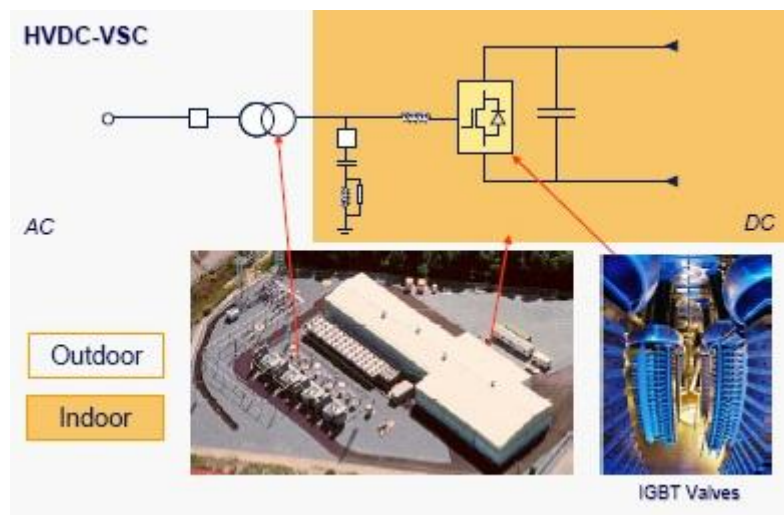 HVDC-VSC
AC
DC
Outdoor
Indoor
IGBT Valves